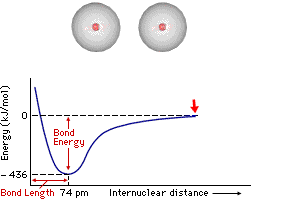 Energy (kJ/mol)
0
Bond
Energy
– 436
Bond Length
74 pm
Internuclear distance